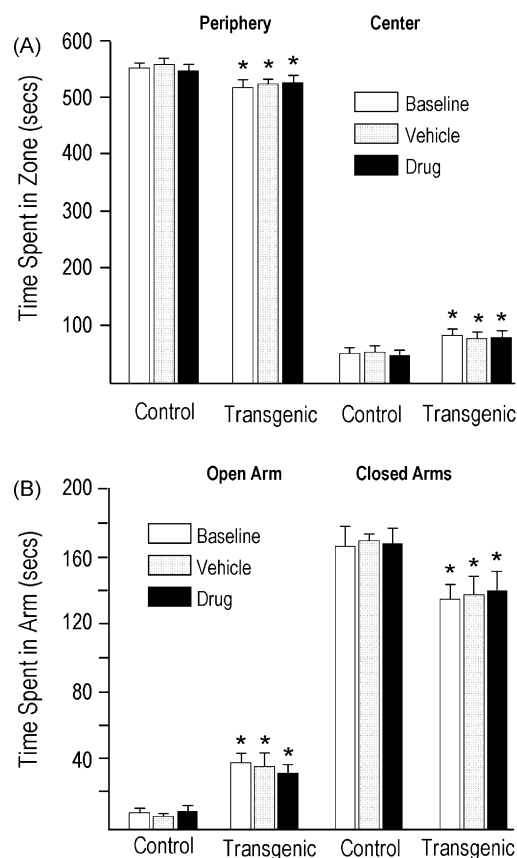 (A)
Periphery Center
Time Spent in Zone (secs)
600
500
400
300
200
100
Baseline
Vehicle
Drug
* * *
* * *
Control Transgenic Control Transgenic
(B)
Open Arm Closed Arms
Time Spent in Arm (secs)
200
160
120
80
40
Baseline
Vehicle
Drug
* * *
* * *
Control Transgenic Control Transgenic